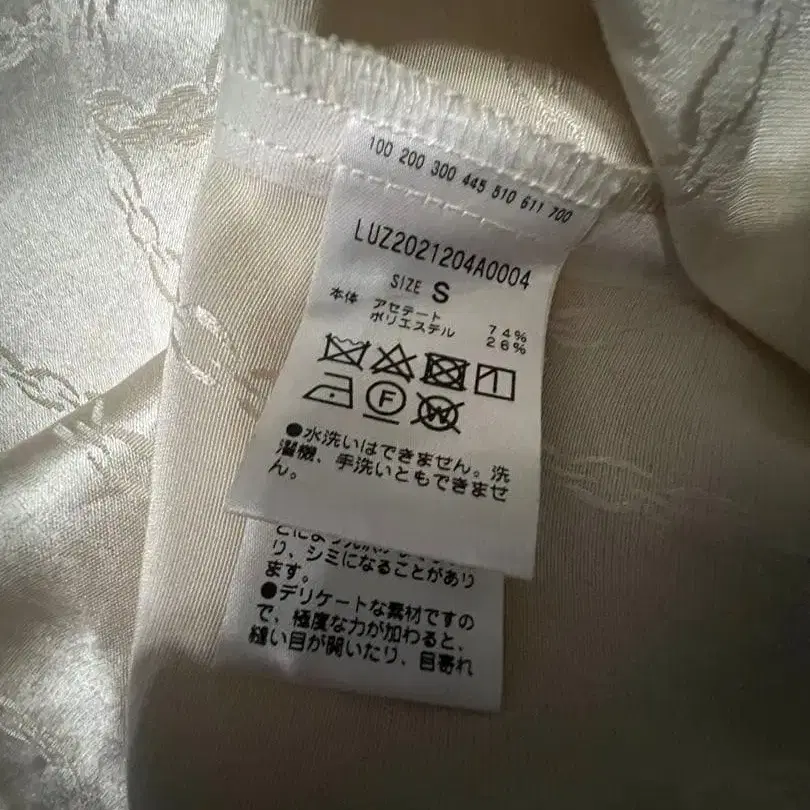 100 200 300 445 510 611 700
LUZ2021204A0004
SIZE S
本体 アセテート 74%
ポリエステル 26%
F
W
●水洗いはできません。洗
濯機、手洗いともできませ
ん。
り、シミになることがあり
ます。
●デリケートな素材ですの
で、極度な力が加わると、
縫い目が開いたり、目寄れ